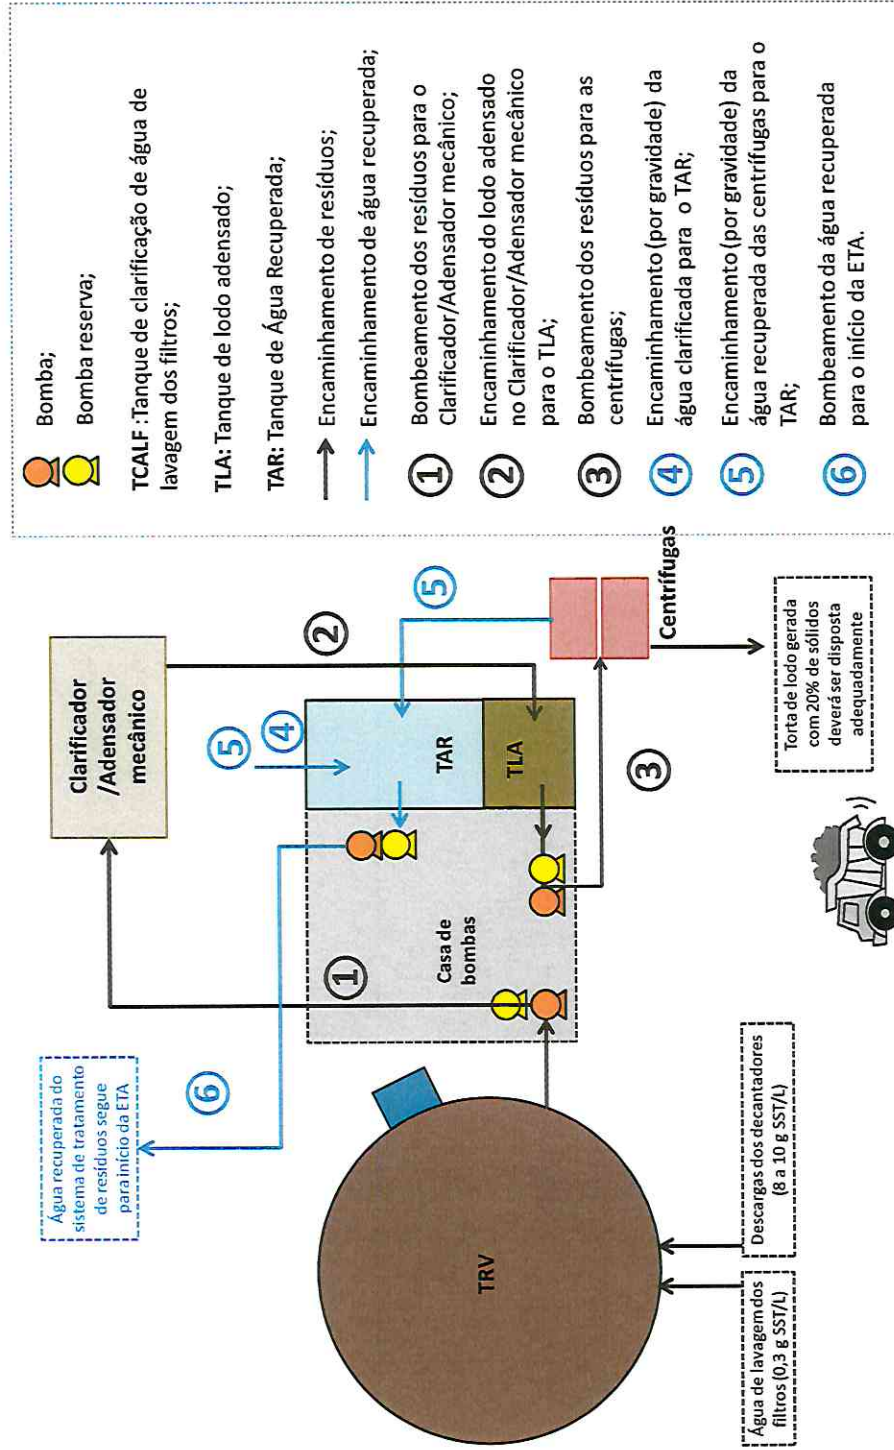 Água recuperada do
sistema de tratamento
de resíduos segue
para início da ETA
6
1
Clarificador
/Adensador
mecânico
2
5
4
5
TAR
TLA
Casa de
bombas
3
Centrífugas
TRV
Água de lavagem dos
filtros (0,3 g SST/L)
Descargas dos decantadores
(8 a 10 g SST/L)
Torta de lodo gerada
com 20% de sólidos
deverá ser disposta
adequadamente
Bomba;
Bomba reserva;
TCALF :Tanque de clarificação de água de
lavagem dos filtros;
TLA: Tanque de lodo adensado;
TAR: Tanque de Água Recuperada;
Encaminhamento de resíduos;
Encaminhamento de água recuperada;
1 Bombeamento dos resíduos para o
Clarificador/Adensador mecânico;
2 Encaminhamento do lodo adensado
no Clarificador/Adensador mecânico
para o TLA;
3 Bombeamento dos resíduos para as
centrífugas;
4 Encaminhamento (por gravidade) da
água clarificada para o TAR;
5 Encaminhamento (por gravidade) da
água recuperada das centrífugas para o
TAR;
6 Bombeamento da água recuperada
para o início da ETA.